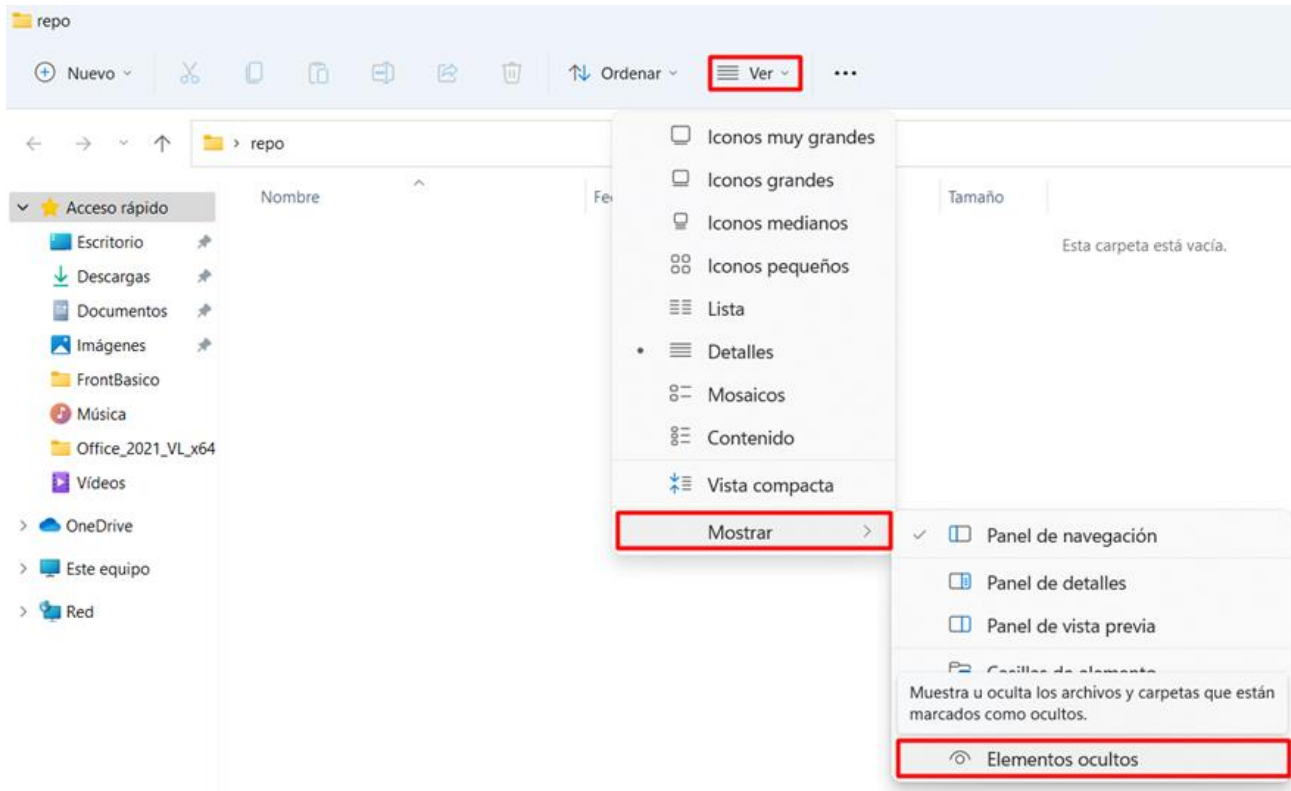 repo
Nuevo
Ordenar
Ver
repo
Nombre
Tamaño
Esta carpeta está vacía.
Acceso rápido
Escritorio
Descargas
Documentos
Imágenes
FrontBasico
Música
Office_2021_VL_x64
Vídeos
OneDrive
Este equipo
Red
Iconos muy grandes
Iconos grandes
Iconos medianos
Iconos pequeños
Lista
Detalles
Mosaicos
Contenido
Vista compacta
Mostrar
Panel de navegación
Panel de detalles
Panel de vista previa
Muestra u oculta los archivos y carpetas que están
marcados como ocultos.
Elementos ocultos